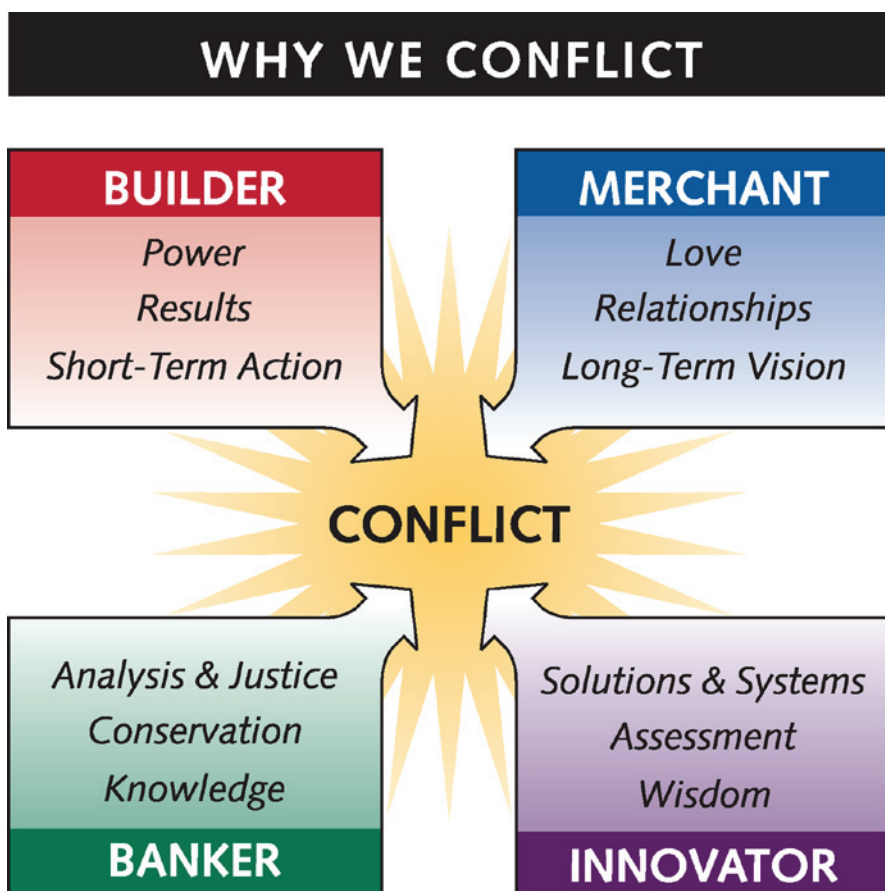 WHY WE CONFLICT
BUILDER
Power
Results
Short-Term Action
MERCHANT
Love
Relationships
Long-Term Vision
CONFLICT
Analysis & Justice
Conservation
Knowledge
BANKER
Solutions & Systems
Assessment
Wisdom
INNOVATOR